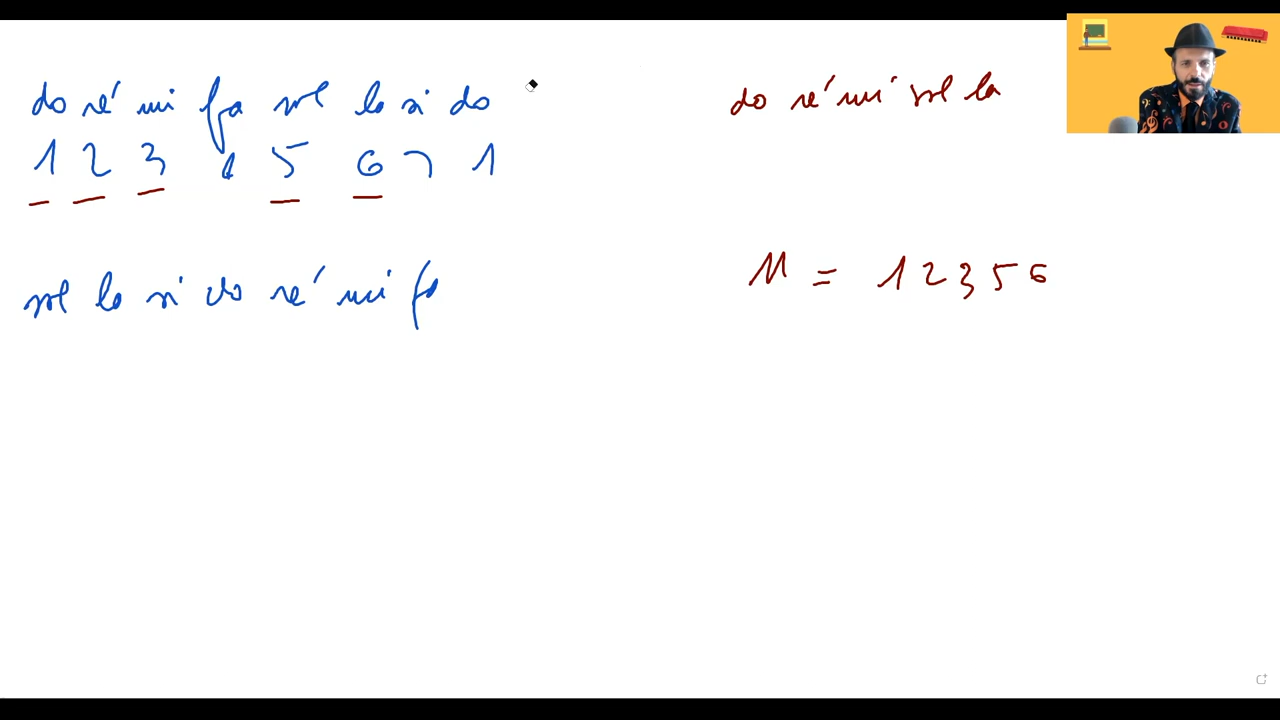 do ré mi fa sol la si do
1 2 3 4 5 6 7 1
sol la si do ré mi fa
do ré mi sol la
M = 1 2 3 5 6